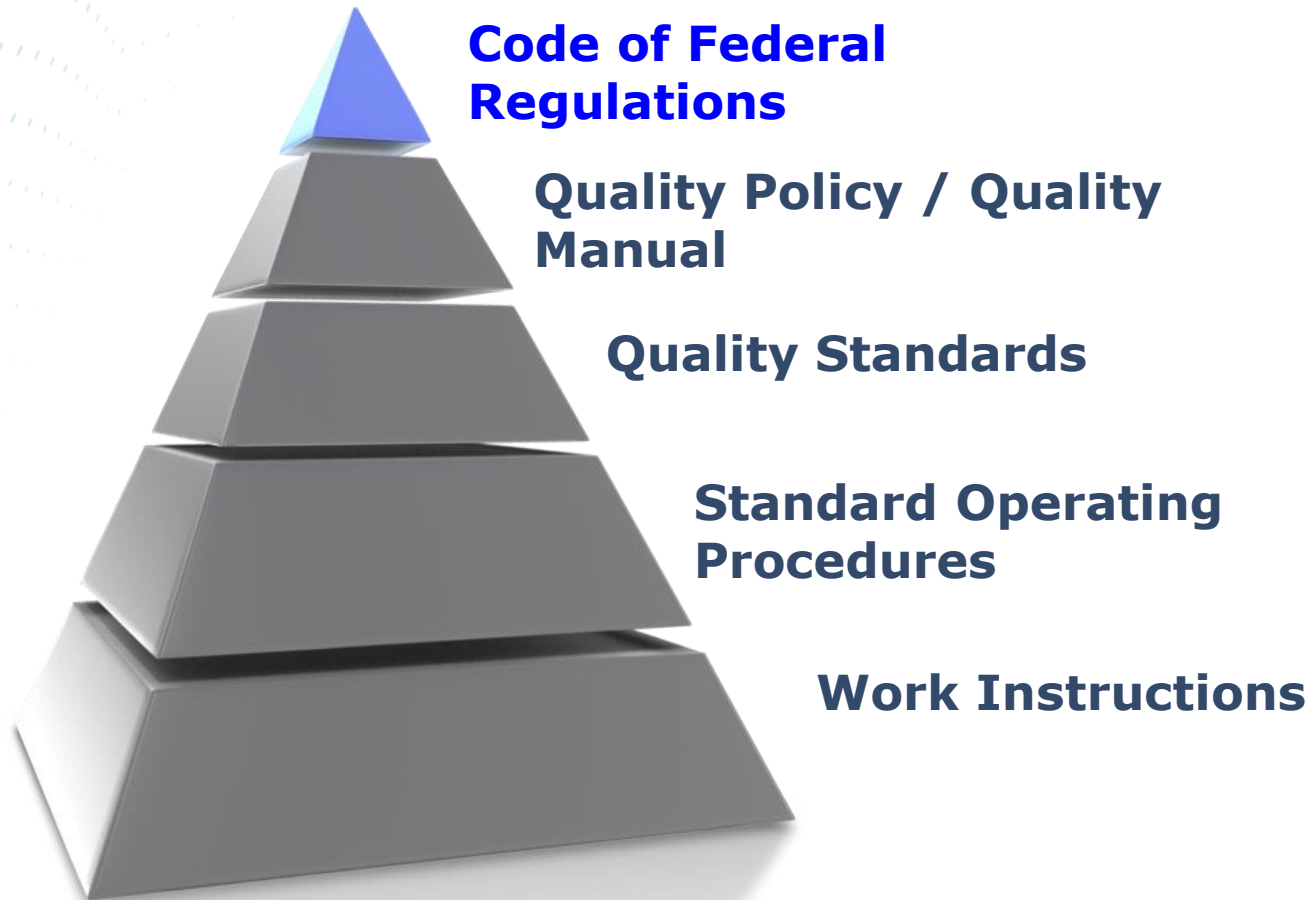 Code of Federal
Regulations
Quality Policy / Quality
Manual
Quality Standards
Standard Operating
Procedures
Work Instructions